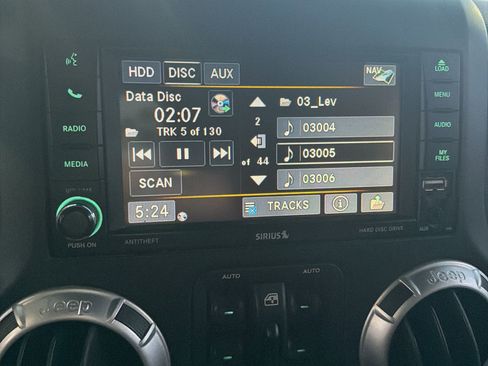 HDD DISC AUX NAV
LOAD
Data Disc
03_Lev
MENU
02:07
2
03004
RADIO
TRK 5 of 130
AUDIO
of 44
03005
MEDIA
MY
FILES
SCAN
03006
5:24
TRACKS
PUSH ON
ANTITHEFT
SIRIUS
HARD DISC DRIVE
AUTO AUTO
Jeep
Jeep